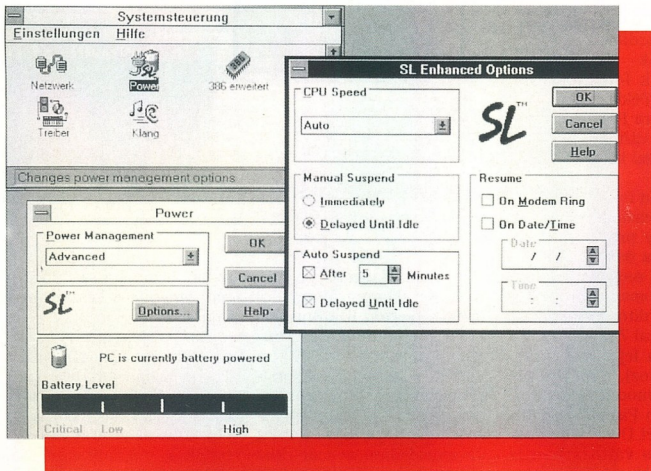 Systemsteuerung
Einstellungen Hilfe
Netzwerk Power 386 erweitert
Treiber Klang
Changes power management options
Power
Power Management
Advanced
OK
Cancel
SL™
Options...
Help
PC is currently battery powered
Battery Level
Critical Low High
SL Enhanced Options
CPU Speed
Auto
SL™
OK
Cancel
Help
Manual Suspend
Immediately
Delayed Until Idle
Auto Suspend
After 5 Minutes
Delayed Until Idle
Resume
On Modem Ring
On Date/Time
Date
/ /
Time
: :